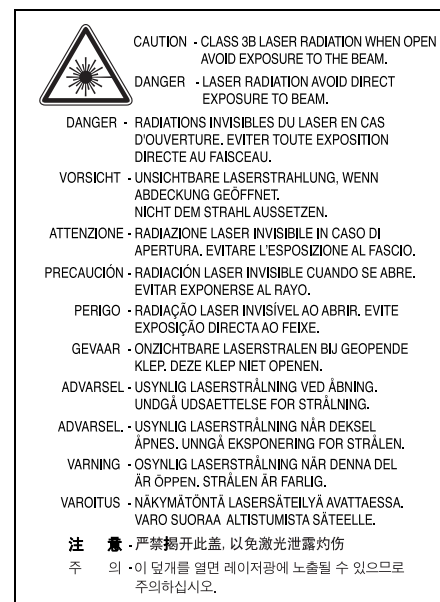 CAUTION - CLASS 3B LASER RADIATION WHEN OPEN
AVOID EXPOSURE TO THE BEAM.
DANGER - LASER RADIATION AVOID DIRECT
EXPOSURE TO BEAM.
DANGER - RADIATIONS INVISIBLES DU LASER EN CAS
D'OUVERTURE. EVITER TOUTE EXPOSITION
DIRECTE AU FAISCEAU.
VORSICHT - UNSICHTBARE LASERSTRAHLUNG, WENN
ABDECKUNG GEÖFFNET.
NICHT DEM STRAHL AUSSETZEN.
ATTENZIONE - RADIAZIONE LASER INVISIBILE IN CASO DI
APERTURA. EVITARE L'ESPOSIZIONE AL FASCIO.
PRECAUCIÓN - RADIACIÓN LASER INVISIBLE CUANDO SE ABRE.
EVITAR EXPONERSE AL RAYO.
PERIGO - RADIAÇÃO LASER INVISÍVEL AO ABRIR. EVITE
EXPOSIÇÃO DIRECTA AO FEIXE.
GEVAAR - ONZICHTBARE LASERSTRALEN BIJ GEOPENDE
KLEP. DEZE KLEP NIET OPENEN.
ADVARSEL - USYNLIG LASERSTRÅLNING VED ÅBNING.
UNDGÅ UDSAETTELSE FOR STRÅLNING.
ADVARSEL. - USYNLIG LASERSTRÅLNING NÅR DEKSEL
ÅPNES. UNNGÅ EKSPONERING FOR STRÅLEN.
VARNING - OSYNLIG LASERSTRÅLNING NÄR DENNA DEL
ÄR ÖPPEN. STRÅLEN ÄR FARLIG.
VAROITUS - NÄKYMÄTÖNTÄ LASERSÄTEILYÄ AVATTAESSA.
VARO SUORAA ALTISTUMISTA SÄTEELLE.
注 意 - 严禁揭开此盖, 以免激光泄露灼伤
주 의 - 이 덮개를 열면 레이저광에 노출될 수 있으므로
주의하십시오.